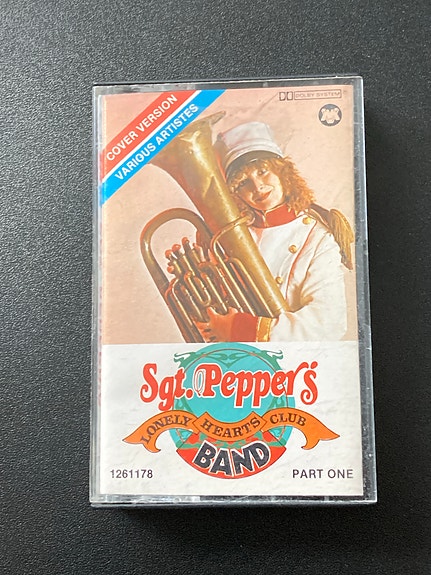 DOLBY SYSTEM
COVER VERSION
VARIOUS ARTISTES
Sgt. Pepper's
LONELY HEARTS CLUB
BAND
1261178 PART ONE